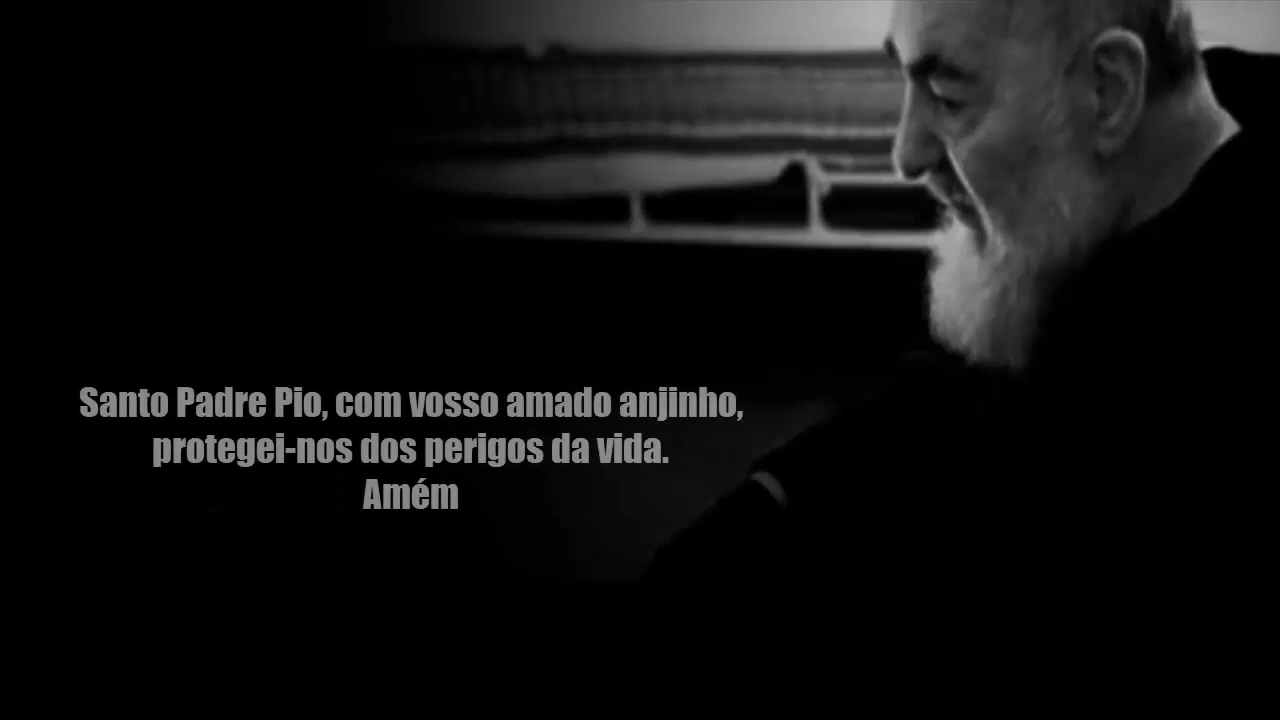 Santo Padre Pio, com vosso amado anjinho,
protegei-nos dos perigos da vida.
Amém